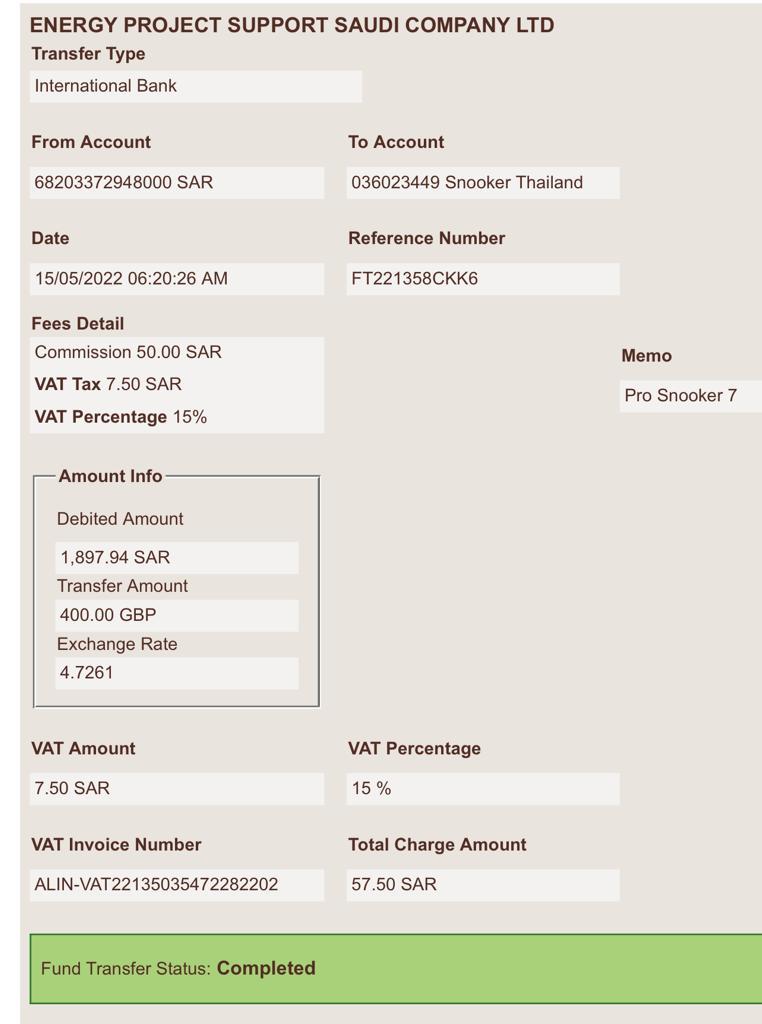 ENERGY PROJECT SUPPORT SAUDI COMPANY LTD
Transfer Type
International Bank
From Account To Account
68203372948000 SAR 036023449 Snooker Thailand
Date Reference Number
15/05/2022 06:20:26 AM FT221358CKK6
Fees Detail
Commission 50.00 SAR
Memo
VAT Tax 7.50 SAR
Pro Snooker 7
VAT Percentage 15%
Amount Info
Debited Amount
1,897.94 SAR
Transfer Amount
400.00 GBP
Exchange Rate
4.7261
VAT Amount VAT Percentage
7.50 SAR 15 %
VAT Invoice Number Total Charge Amount
ALIN-VAT22135035472282202 57.50 SAR
Fund Transfer Status: Completed